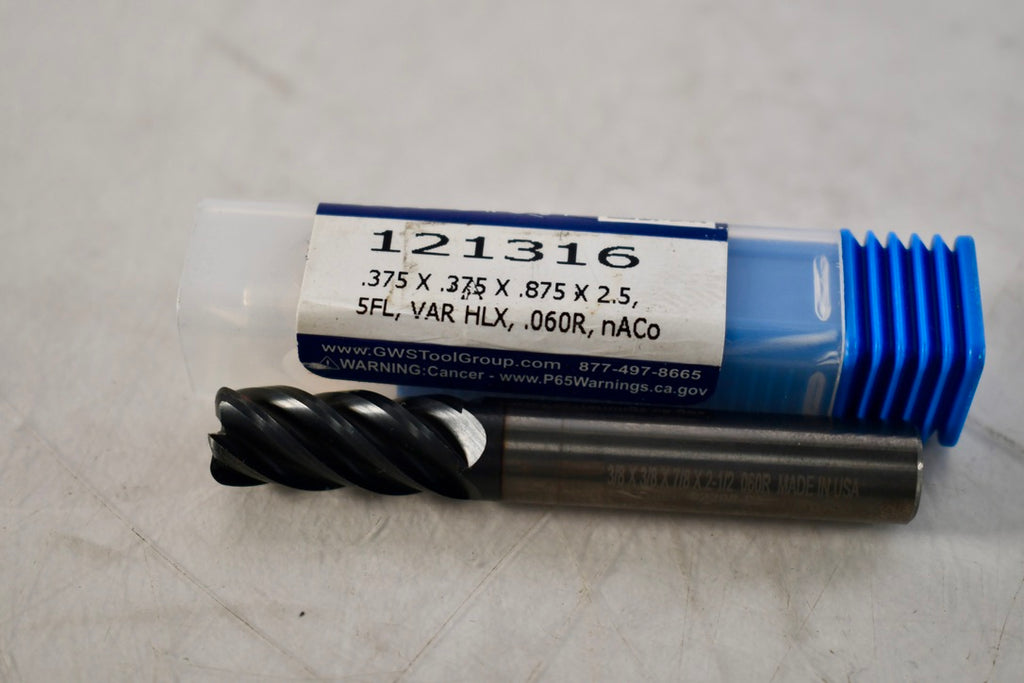 121316
.375 X .375 X .875 X 2.5,
5FL, VAR HLX, .060R, nACo
www.GWSToolGroup.com 877-497-8665
WARNING:Cancer - www.P65Warnings.ca.gov
3/8 X 3/8 X 7/8 X 2-1/2 .060R MADE IN USA